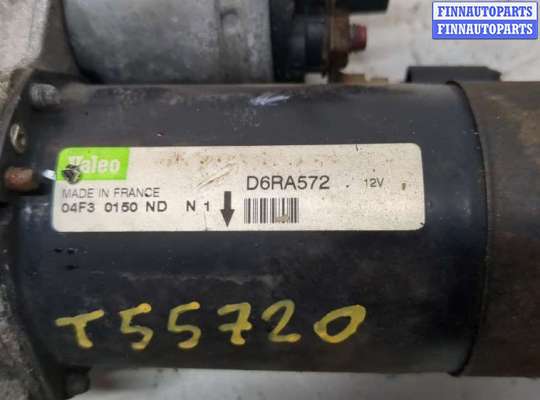 FINNAUTOPARTS
FINNAUTOPARTS
Valeo
MADE IN FRANCE
D6RA572 12V
04F3 0150 ND N 1
T55720